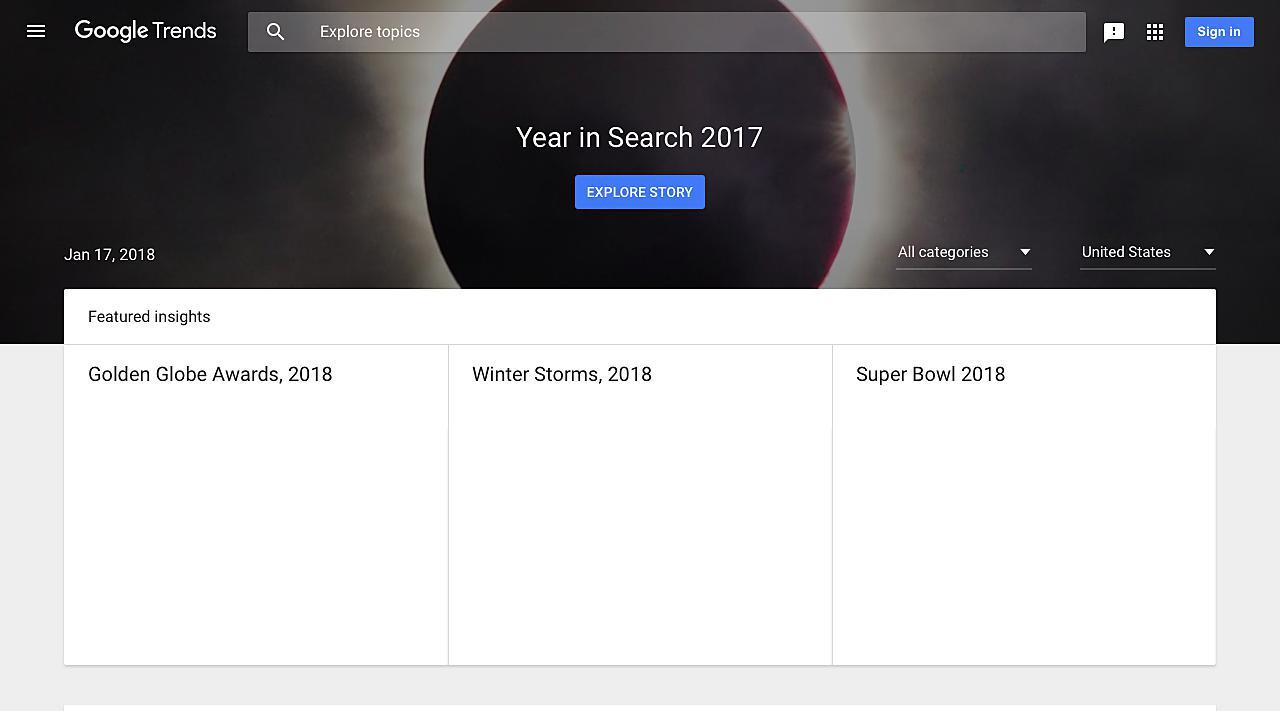 Google Trends
Explore topics
Sign in
Year in Search 2017
EXPLORE STORY
Jan 17, 2018
All categories
United States
Featured insights
Golden Globe Awards, 2018
Winter Storms, 2018
Super Bowl 2018